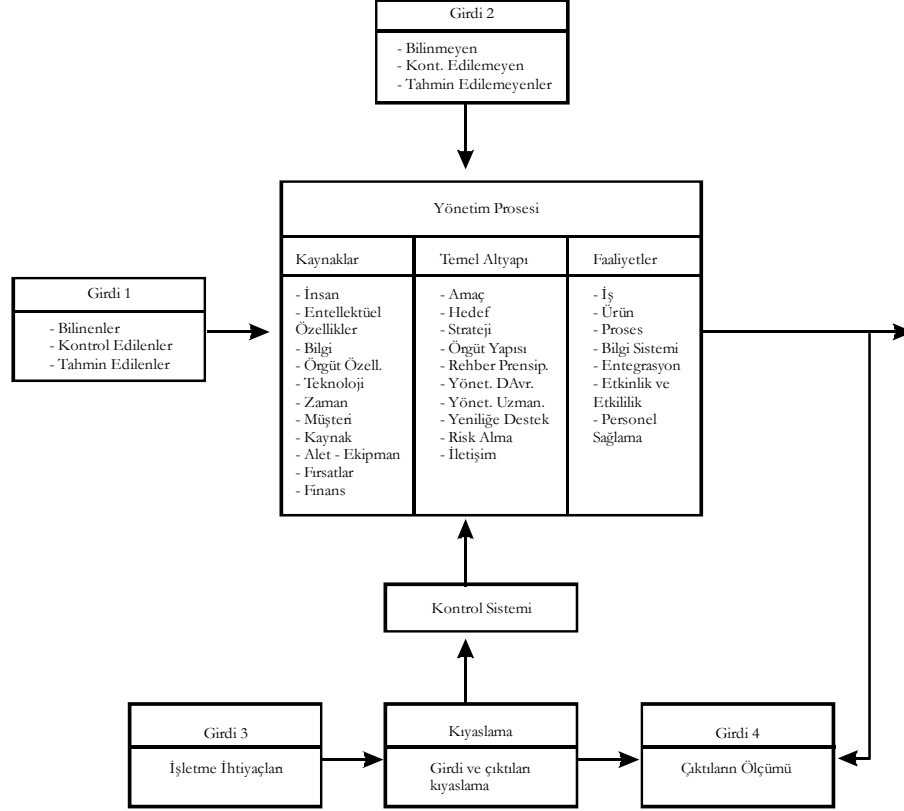 Girdi 2
- Bilinmeyen
- Kont. Edilemeyen
- Tahmin Edilemeyenler
Yönetim Prosesi
Kaynaklar
- İnsan
- Entellektüel
Özellikler
- Bilgi
- Örgüt Özell.
- Teknoloji
- Zaman
- Müşteri
- Kaynak
- Alet - Ekipman
- Fırsatlar
- Finans
Temel Altyapı
- Amaç
- Hedef
- Strateji
- Örgüt Yapısı
- Rehber Prensip.
- Yönet. DAvr.
- Yönet. Uzman.
- Yeniliğe Destek
- Risk Alma
- İletişim
Faaliyetler
- İş
- Ürün
- Proses
- Bilgi Sistemi
- Entegrasyon
- Etkinlik ve
Etkililik
- Personel
Sağlama
Girdi 1
- Bilinenler
- Kontrol Edilenler
- Tahmin Edilenler
Kontrol Sistemi
Girdi 3
İşletme İhtiyaçları
Kıyaslama
Girdi ve çıktıları
kıyaslama
Girdi 4
Çıktıların Ölçümü